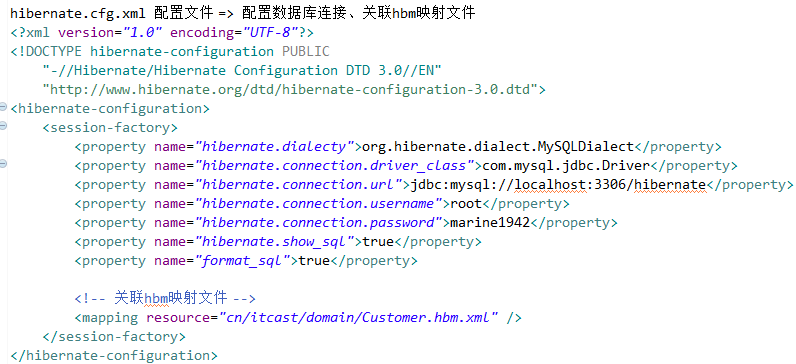 hibernate.cfg.xml 配置文件 => 配置数据库连接、关联hbm映射文件
<?xml version="1.0" encoding="UTF-8"?>
<!DOCTYPE hibernate-configuration PUBLIC
"-//Hibernate/Hibernate Configuration DTD 3.0//EN"
"http://www.hibernate.org/dtd/hibernate-configuration-3.0.dtd">
<hibernate-configuration>
<session-factory>
<property name="hibernate.dialecty">org.hibernate.dialect.MySQLDialect</property>
<property name="hibernate.connection.driver_class">com.mysql.jdbc.Driver</property>
<property name="hibernate.connection.url">jdbc:mysql://localhost:3306/hibernate</property>
<property name="hibernate.connection.username">root</property>
<property name="hibernate.connection.password">marine1942</property>
<property name="hibernate.show_sql">true</property>
<property name="format_sql">true</property>
<!-- 关联hbm映射文件 -->
<mapping resource="cn/itcast/domain/Customer.hbm.xml" />
</session-factory>
</hibernate-configuration>